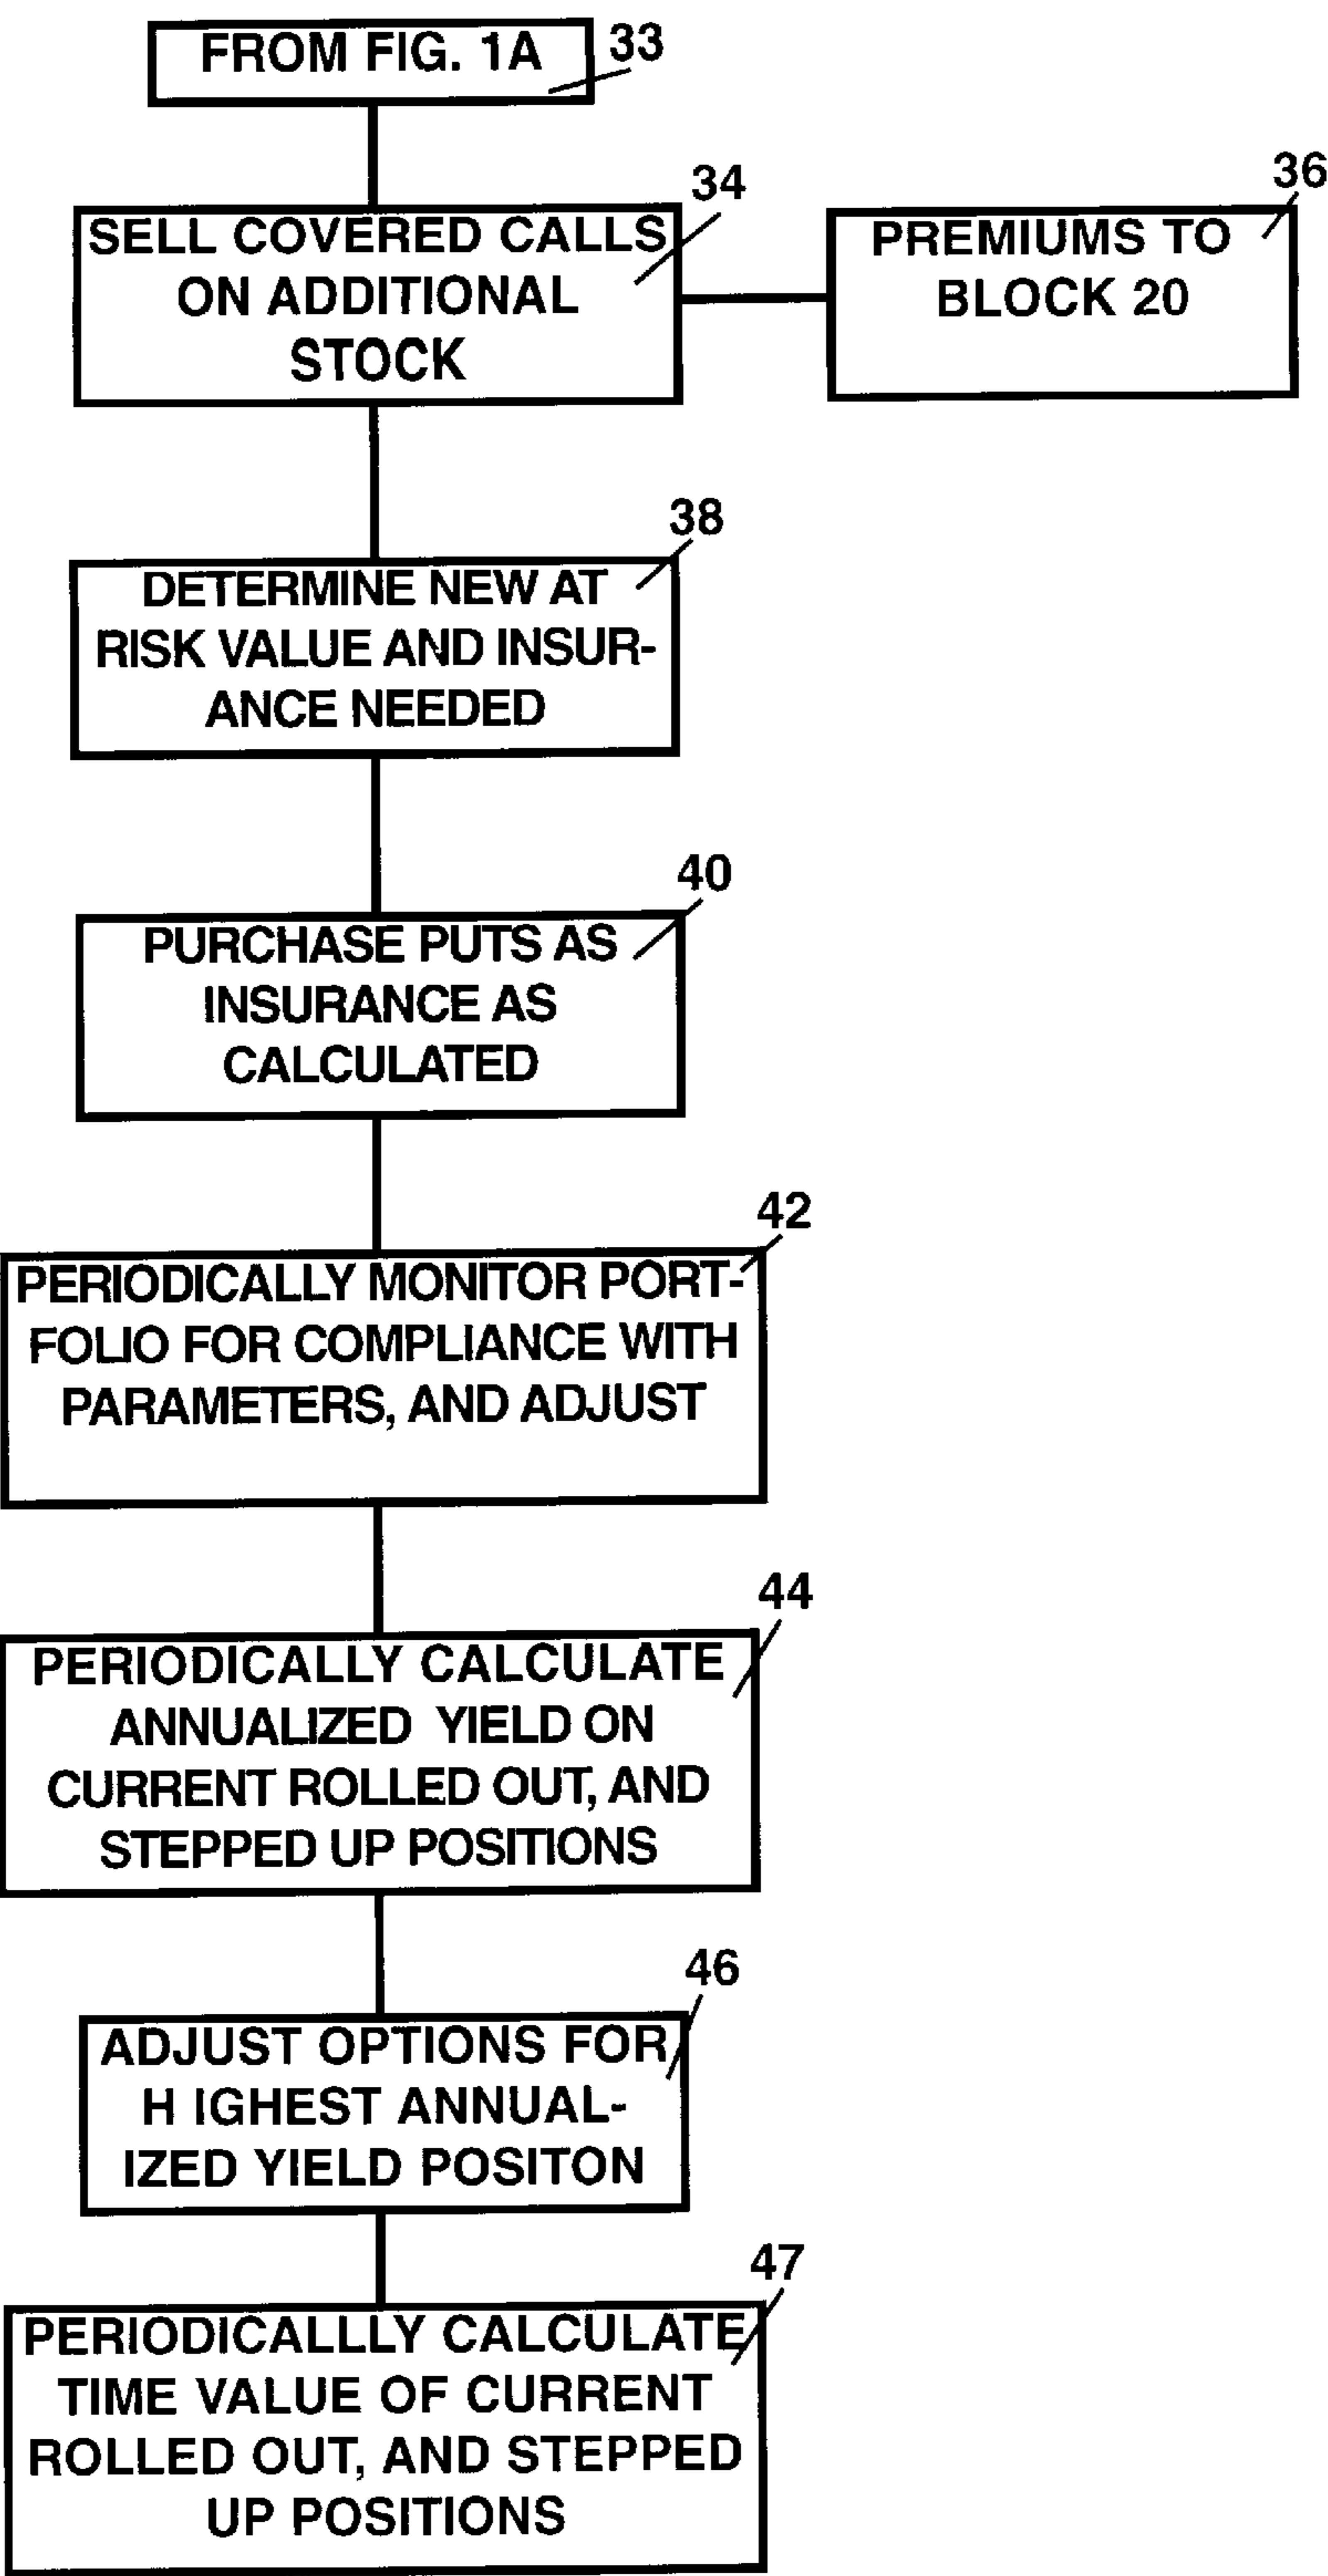 FROM FIG. 1A
33
34
SELL COVERED CALLS
ON ADDITIONAL
STOCK
36
PREMIUMS TO
BLOCK 20
38
DETERMINE NEW AT
RISK VALUE AND INSUR-
ANCE NEEDED
40
PURCHASE PUTS AS
INSURANCE AS
CALCULATED
42
PERIODICALLY MONITOR PORT-
FOLIO FOR COMPLIANCE WITH
PARAMETERS, AND ADJUST
44
PERIODICALLY CALCULATE
ANNUALIZED YIELD ON
CURRENT ROLLED OUT, AND
STEPPED UP POSITIONS
46
ADJUST OPTIONS FOR
H IGHEST ANNUAL-
IZED YIELD POSITON
47
PERIODICALLLY CALCULATE
TIME VALUE OF CURRENT
ROLLED OUT, AND STEPPED
UP POSITIONS